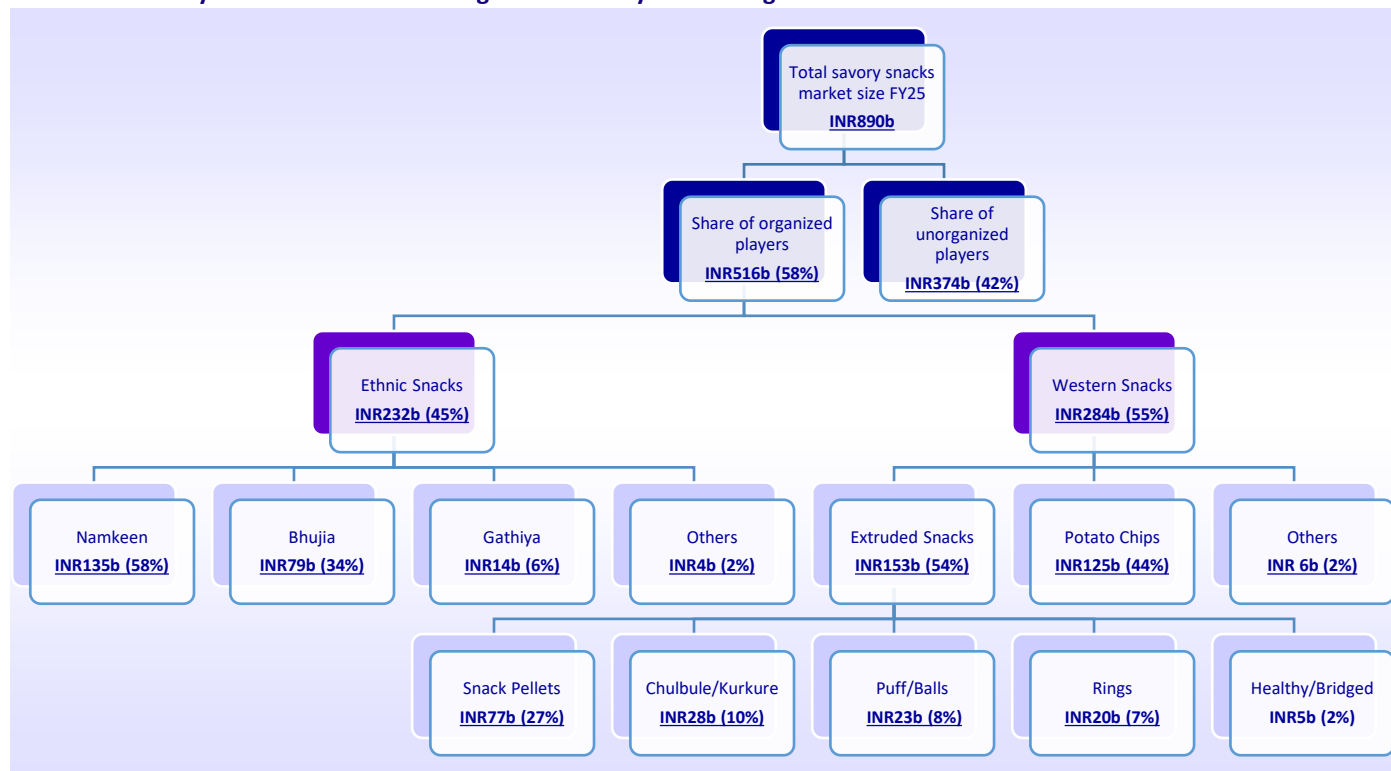 Total savory snacks
market size FY25
INR890b
Share of organized
players
INR516b (58%)
Share of
unorganized
players
INR374b (42%)
Ethnic Snacks
INR232b (45%)
Western Snacks
INR284b (55%)
Namkeen
INR135b (58%)
Bhujia
INR79b (34%)
Gathiya
INR14b (6%)
Others
INR4b (2%)
Extruded Snacks
INR153b (54%)
Potato Chips
INR125b (44%)
Others
INR 6b (2%)
Snack Pellets
INR77b (27%)
Chulbule/Kurkure
INR28b (10%)
Puff/Balls
INR23b (8%)
Rings
INR20b (7%)
Healthy/Bridged
INR5b (2%)